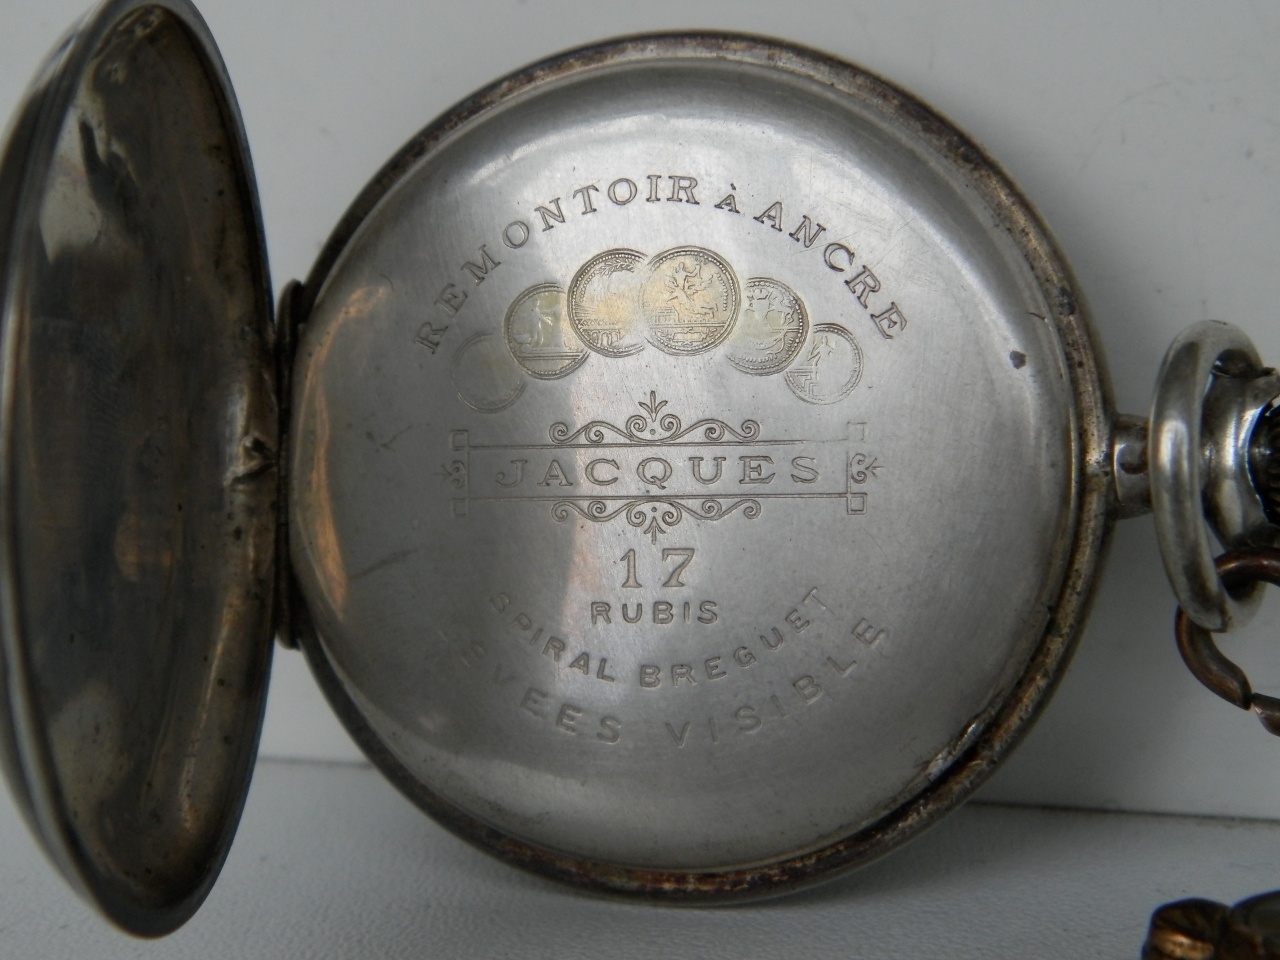 REMONTOIR À ANCRE
JACQUES
17
RUBIS
SPIRAL BREGUET
VISIBLE